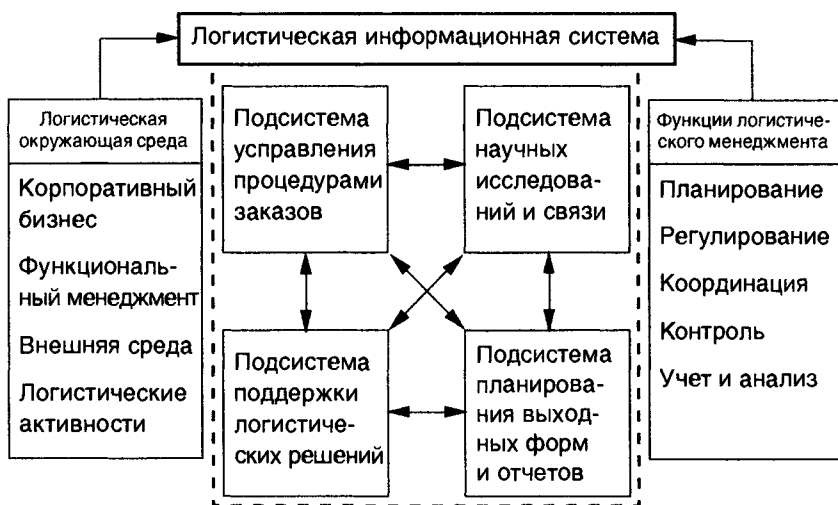 Логистическая информационная система
Логистическая
окружающая среда
Корпоративный
бизнес
Функциональ-
ный менеджмент
Внешняя среда
Логистические
активности
Подсистема
усправления
процедурами
заказов
Подсистема
научных
исследова-
ний и связи
Подсистема
поддержки
логистиче-
ских решений
Подсистема
планирова-
ния выход-
ных форм
и отчетов
Функции логистиче-
ского менеджмента
Планирование
Регулирование
Координация
Контроль
Учет и анализ